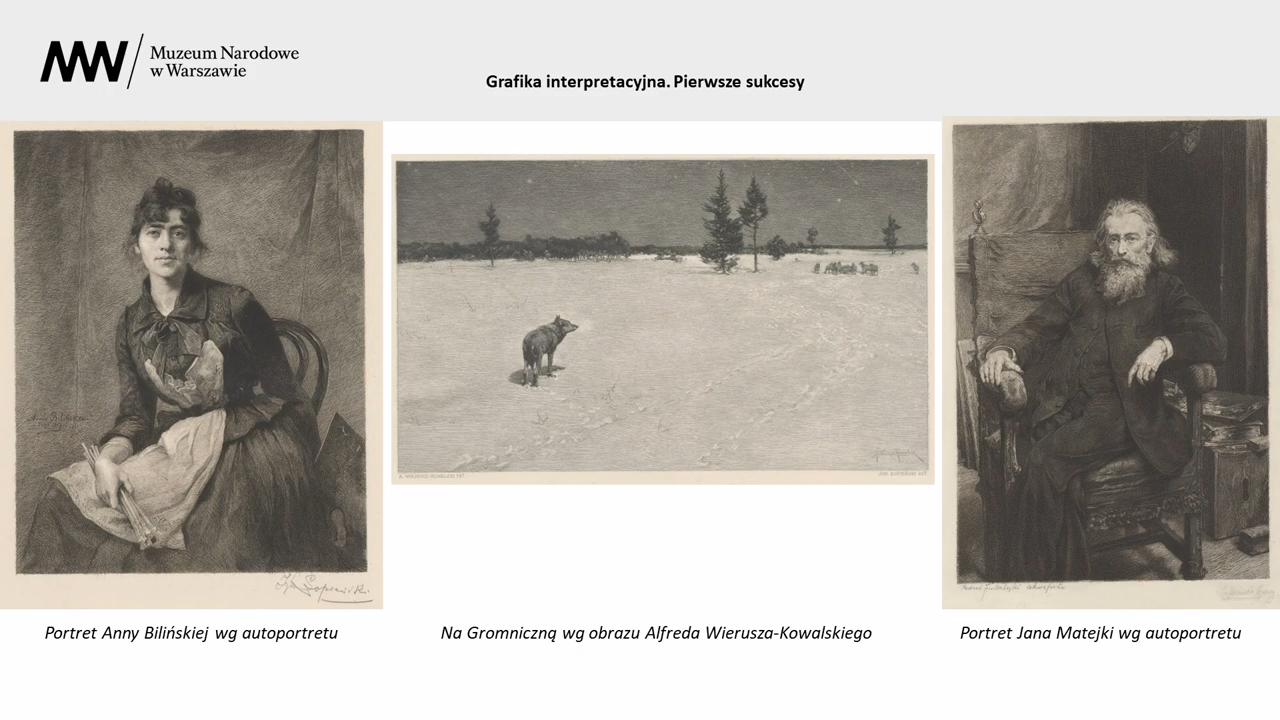 MW
Muzeum Narodowe
w Warszawie
Grafika interpretacyjna. Pierwsze sukcesy
Portret Anny Bilińskiej wg autoportretu
Na Gromniczną wg obrazu Alfreda Wierusza-Kowalskiego
Portret Jana Matejki wg autoportretu